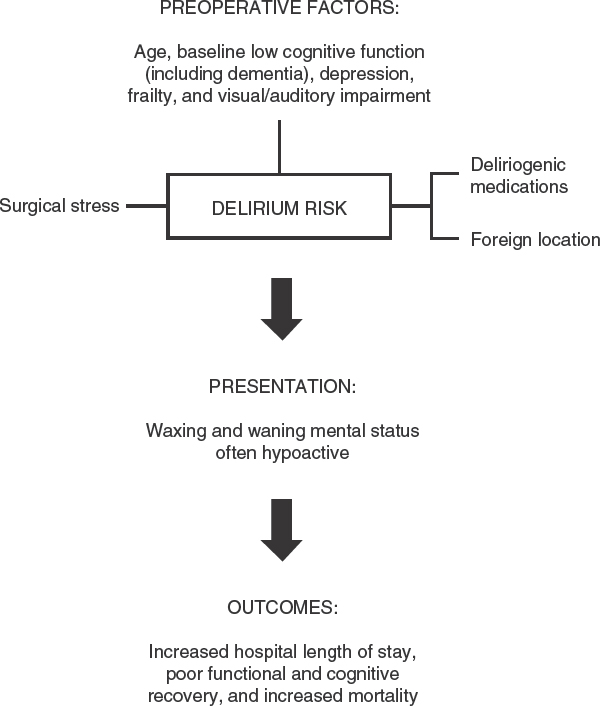 PREOPERATIVE FACTORS:
Age, baseline low cognitive function
(including dementia), depression,
frailty, and visual/auditory impairment
Surgical stress
DELIRIUM RISK
Deliriogenic
medications
Foreign location
PRESENTATION:
Waxing and waning mental status
often hypoactive
OUTCOMES:
Increased hospital length of stay,
poor functional and cognitive
recovery, and increased mortality